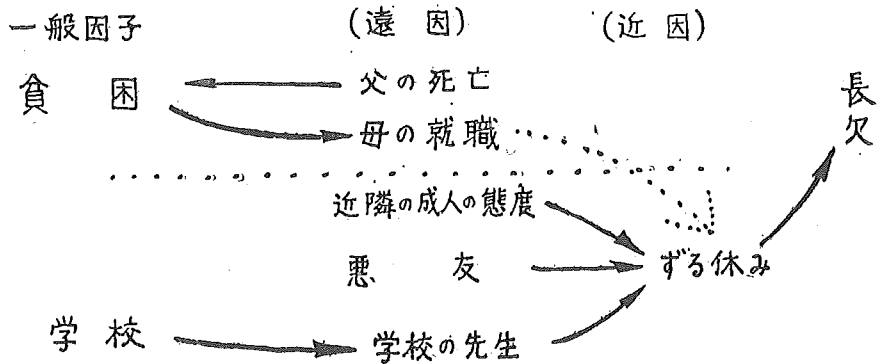 一般因子 (遠因) (近因)
貧困 父の死亡 長欠
母の就職
近隣の成人の態度
悪友 ずる休み
学校 学校の先生